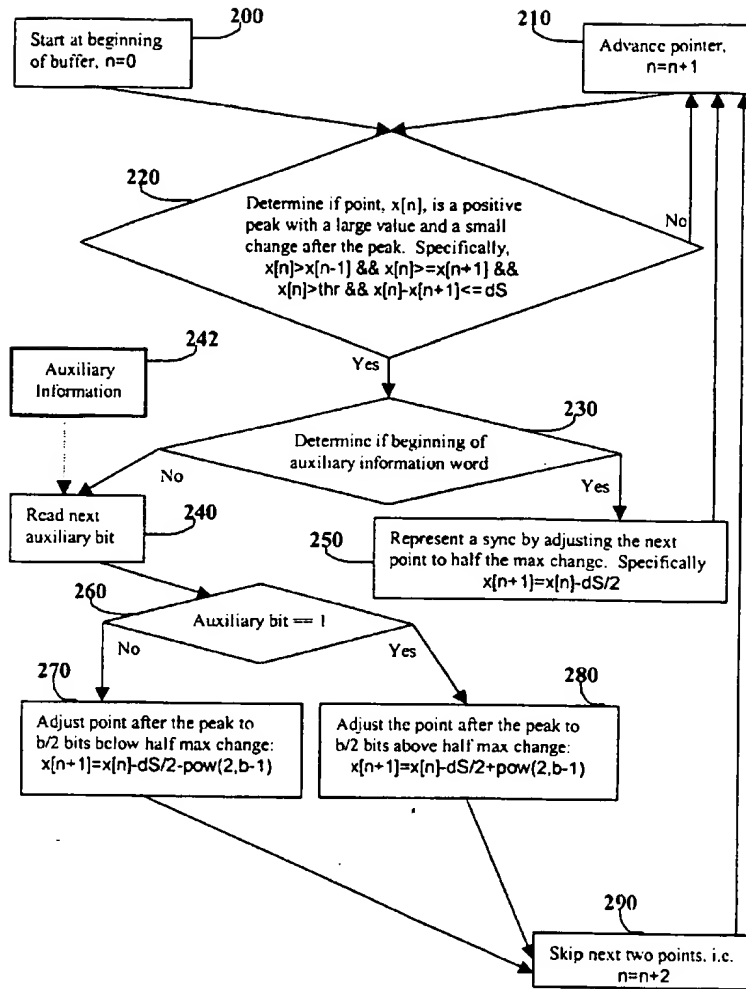 200
Start at beginning
of buffer, n=0
210
Advance pointer,
n=n+1
220
Determine if point, x[n], is a positive
peak with a large value and a small
change after the peak. Specifically,
x[n]>x[n-1] && x[n]>=x[n+1] &&
x[n]>thr && x[n]-x[n+1]<=dS
No
Yes
242
Auxiliary
Information
230
Determine if beginning of
auxiliary information word
No
Yes
Read next
auxiliary bit
240
250
Represent a sync by adjusting the next
point to half the max change. Specifically
x[n+1]=x[n]-dS/2
260
Auxiliary bit == 1
No
Yes
270
Adjust point after the peak to
b/2 bits below half max change:
x[n+1]=x[n]-dS/2-pow(2,b-1)
280
Adjust the point after the peak to
b/2 bits above half max change:
x[n+1]=x[n]-dS/2+pow(2,b-1)
290
Skip next two points, i.e.
n=n+2